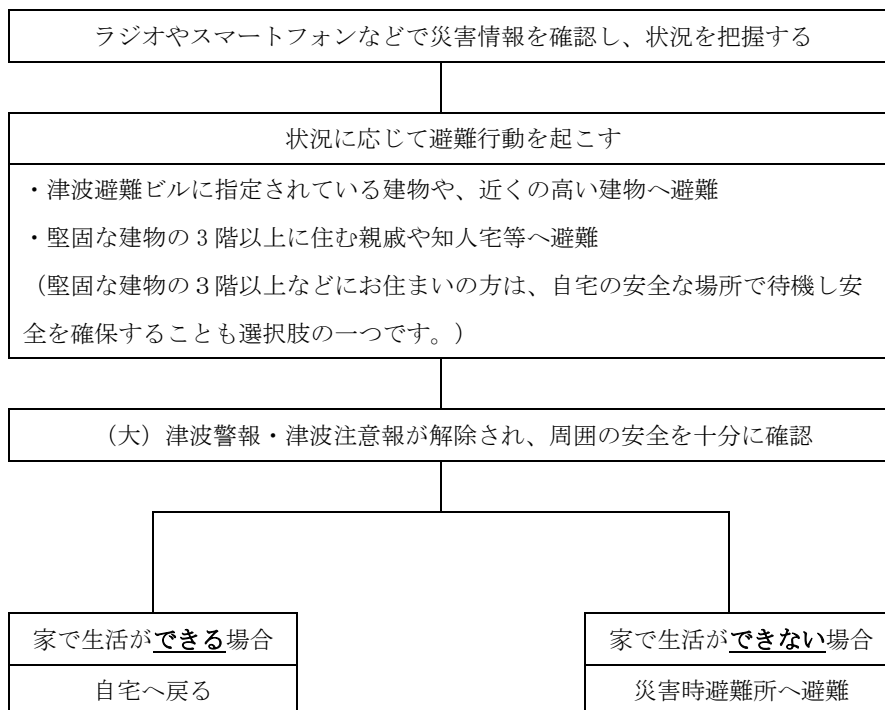 ラジオやスマートフォンなどで災害情報を確認し、状況を把握する
状況に応じて避難行動を起こす
・津波避難ビルに指定されている建物や、近くの高い建物へ避難
・堅固な建物の 3 階以上に住む親戚や知人宅等へ避難
（堅固な建物の３階以上などにお住まいの方は、自宅の安全な場所で待機し安
全を確保することも選択肢の一つです。）
（大）津波警報・津波注意報が解除され、周囲の安全を十分に確認
家で生活ができる場合
自宅へ戻る
家で生活ができない場合
災害時避難所へ避難